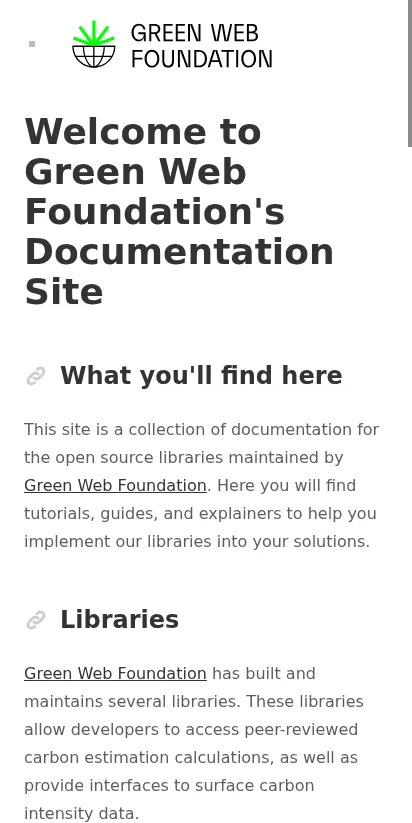 GREEN WEB
FOUNDATION
Welcome to
Green Web
Foundation's
Documentation
Site
What you'll find here
This site is a collection of documentation for
the open source libraries maintained by
Green Web Foundation. Here you will find
tutorials, guides, and explainers to help you
implement our libraries into your solutions.
Libraries
Green Web Foundation has built and
maintains several libraries. These libraries
allow developers to access peer-reviewed
carbon estimation calculations, as well as
provide interfaces to surface carbon
intensity data.